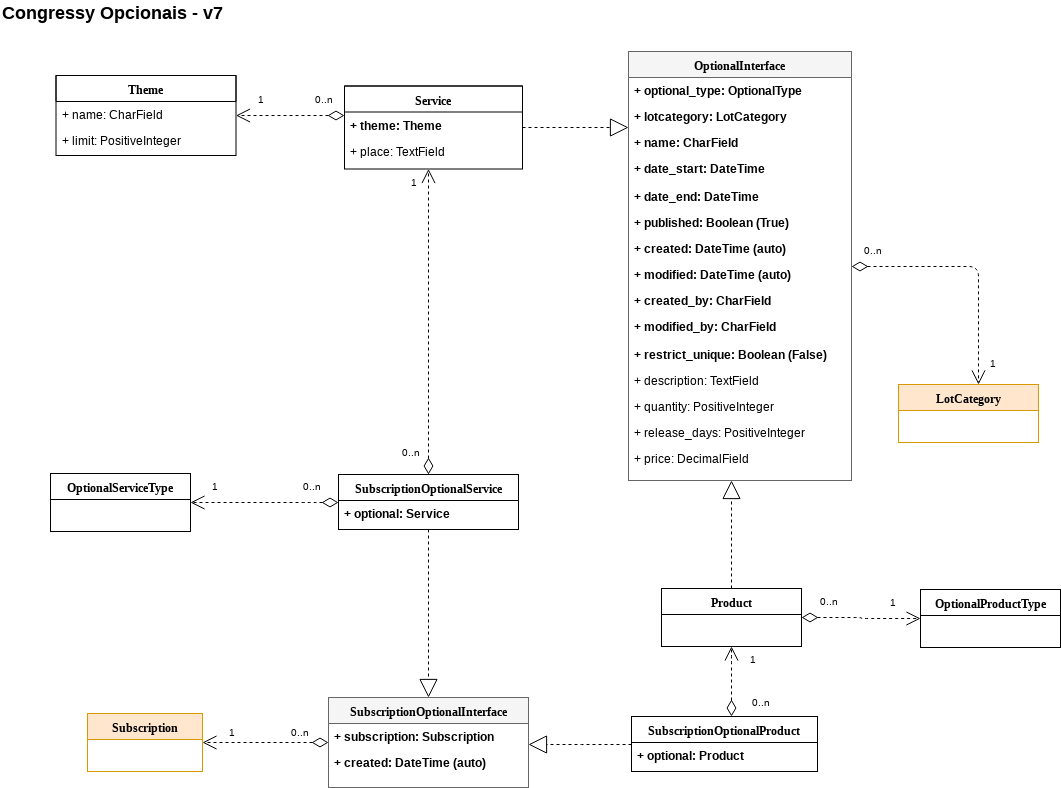 Congressy Opcionais - v7
Theme
+ name: CharField
+ limit: PositiveInteger
1
0..n
Service
+ theme: Theme
+ place: TextField
1
OptionalInterface
+ optional_type: OptionalType
+ lotcategory: LotCategory
+ name: CharField
+ date_start: DateTime
+ date_end: DateTime
+ published: Boolean (True)
+ created: DateTime (auto)
+ modified: DateTime (auto)
+ created_by: CharField
+ modified_by: CharField
+ restrict_unique: Boolean (False)
+ description: TextField
+ quantity: PositiveInteger
+ release_days: PositiveInteger
+ price: DecimalField
0..n
1
LotCategory
0..n
OptionalServiceType
1
0..n
SubscriptionOptionalService
+ optional: Service
Product
0..n
1
OptionalProductType
1
0..n
Subscription
1
0..n
SubscriptionOptionalInterface
+ subscription: Subscription
+ created: DateTime (auto)
SubscriptionOptionalProduct
+ optional: Product